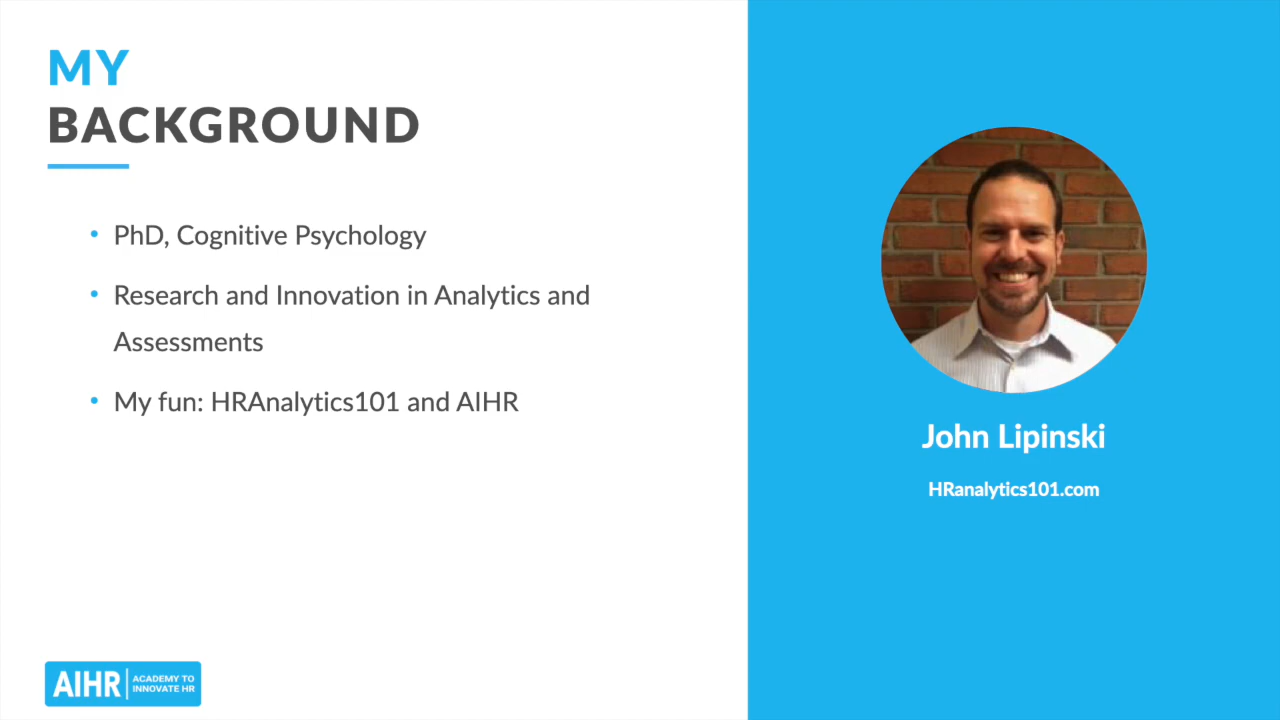 MY
BACKGROUND
• PhD, Cognitive Psychology
• Research and Innovation in Analytics and
Assessments
• My fun: HRAnalytics101 and AIHR
John Lipinski
HRanalytics101.com
AIHR
ACADEMY TO
INNOVATE HR